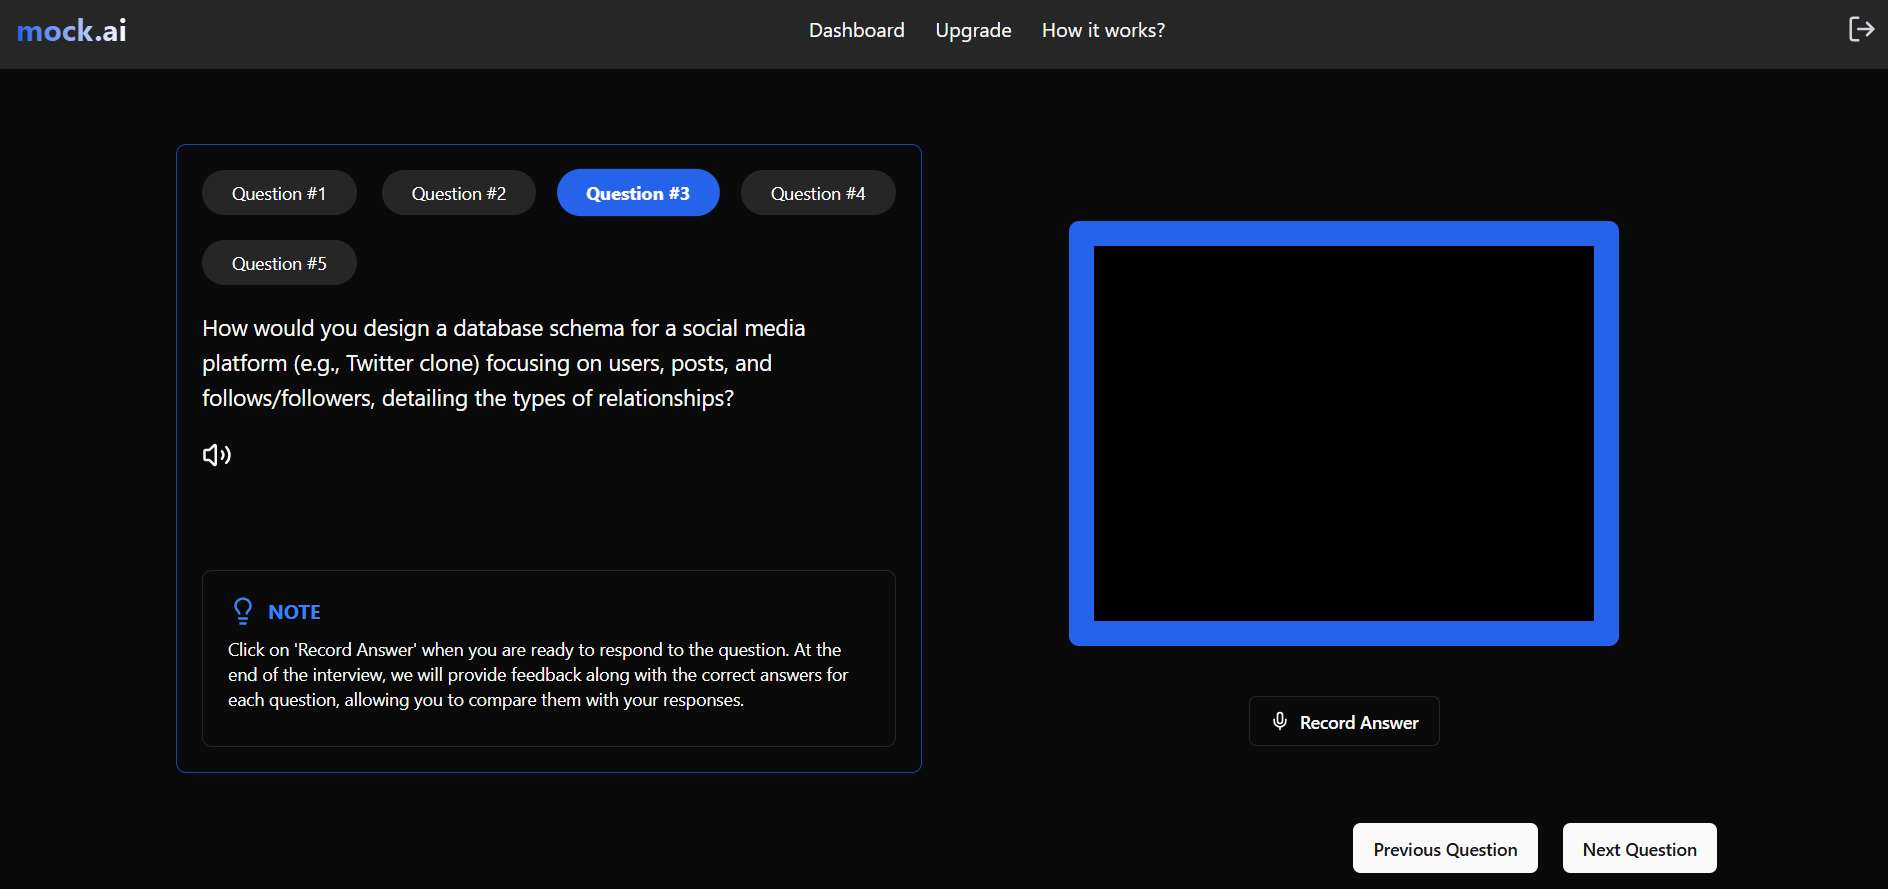 mock.ai
Dashboard
Upgrade
How it works?
Question #1
Question #2
Question #3
Question #4
Question #5
How would you design a database schema for a social media
platform (e.g., Twitter clone) focusing on users, posts, and
follows/followers, detailing the types of relationships?
NOTE
Click on 'Record Answer' when you are ready to respond to the question. At the
end of the interview, we will provide feedback along with the correct answers for
each question, allowing you to compare them with your responses.
Record Answer
Previous Question
Next Question